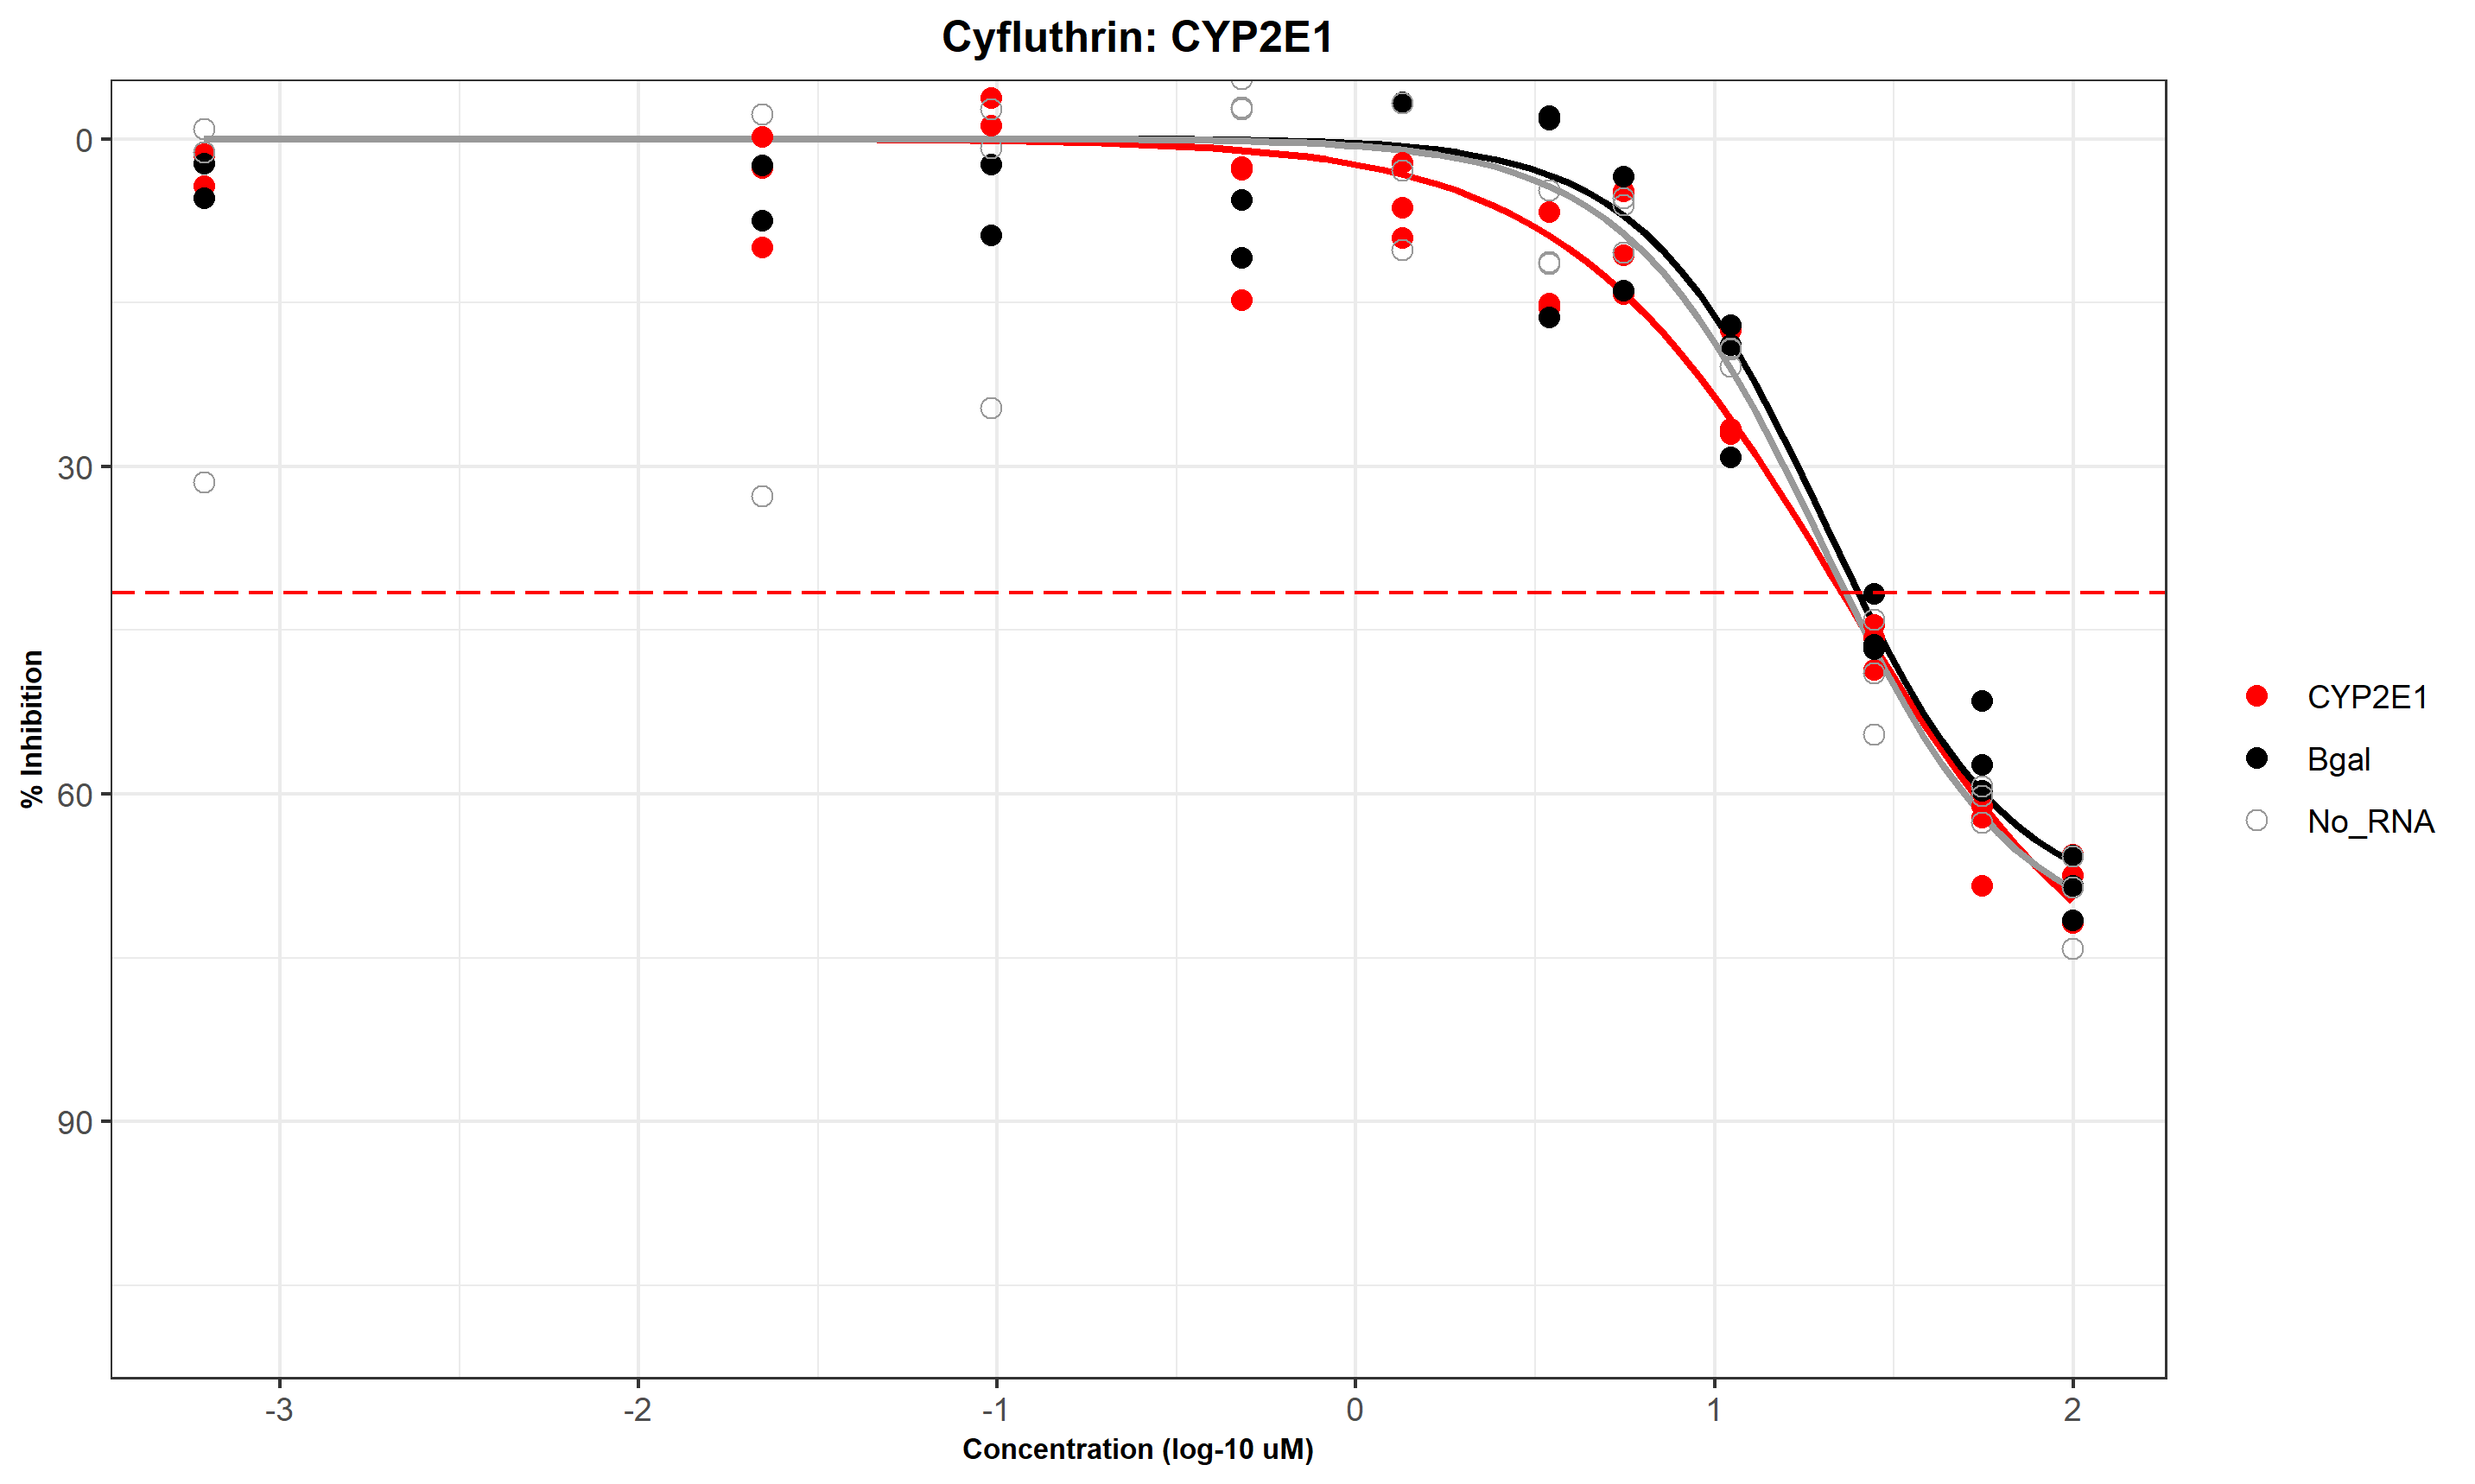 Cyfluthrin: CYP2E1
% Inhibition
0
30
60
90
-3
-2
-1
0
1
2
Concentration (log-10 uM)
CYP2E1
Bgal
No_RNA